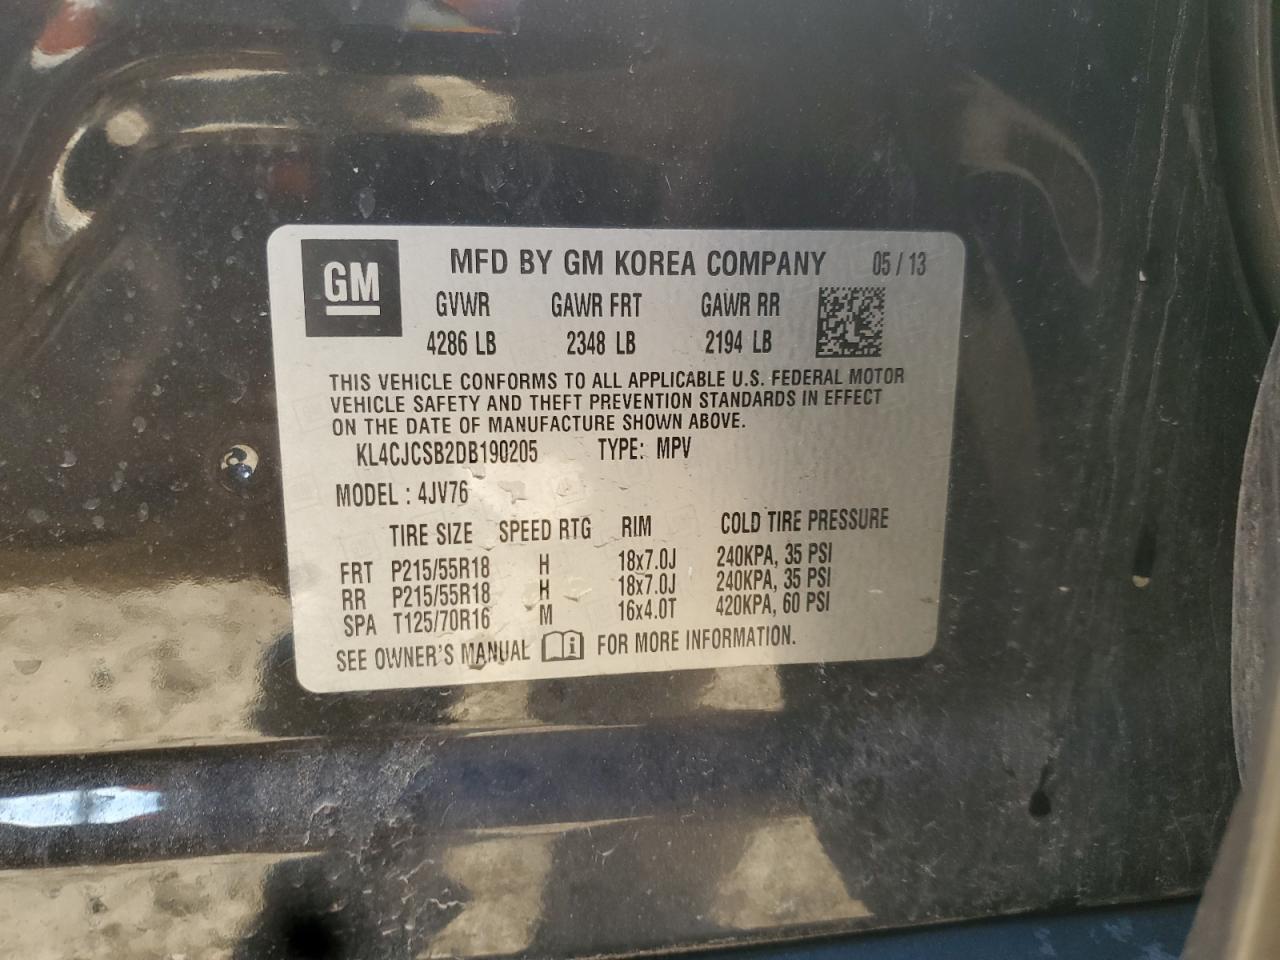 GM
MFD BY GM KOREA COMPANY 05 / 13
GVWR GAWR FRT GAWR RR
4286 LB 2348 LB 2194 LB
THIS VEHICLE CONFORMS TO ALL APPLICABLE U.S. FEDERAL MOTOR
VEHICLE SAFETY AND THEFT PREVENTION STANDARDS IN EFFECT
ON THE DATE OF MANUFACTURE SHOWN ABOVE.
KL4CJCSB2DB190205 TYPE: MPV
MODEL : 4JV76
TIRE SIZE SPEED RTG RIM COLD TIRE PRESSURE
FRT P215/55R18 H 18x7.0J 240KPA, 35 PSI
RR P215/55R18 H 18x7.0J 240KPA, 35 PSI
SPA T125/70R16 M 16x4.0T 420KPA, 60 PSI
SEE OWNER'S MANUAL FOR MORE INFORMATION.